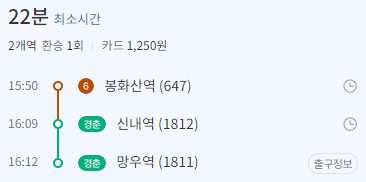 22분 최소시간
2개역 환승 1회 카드 1,250원
15:50 6 봉화산역 (647)
16:09 경춘 신내역 (1812)
16:12 경춘 망우역 (1811) 출구정보